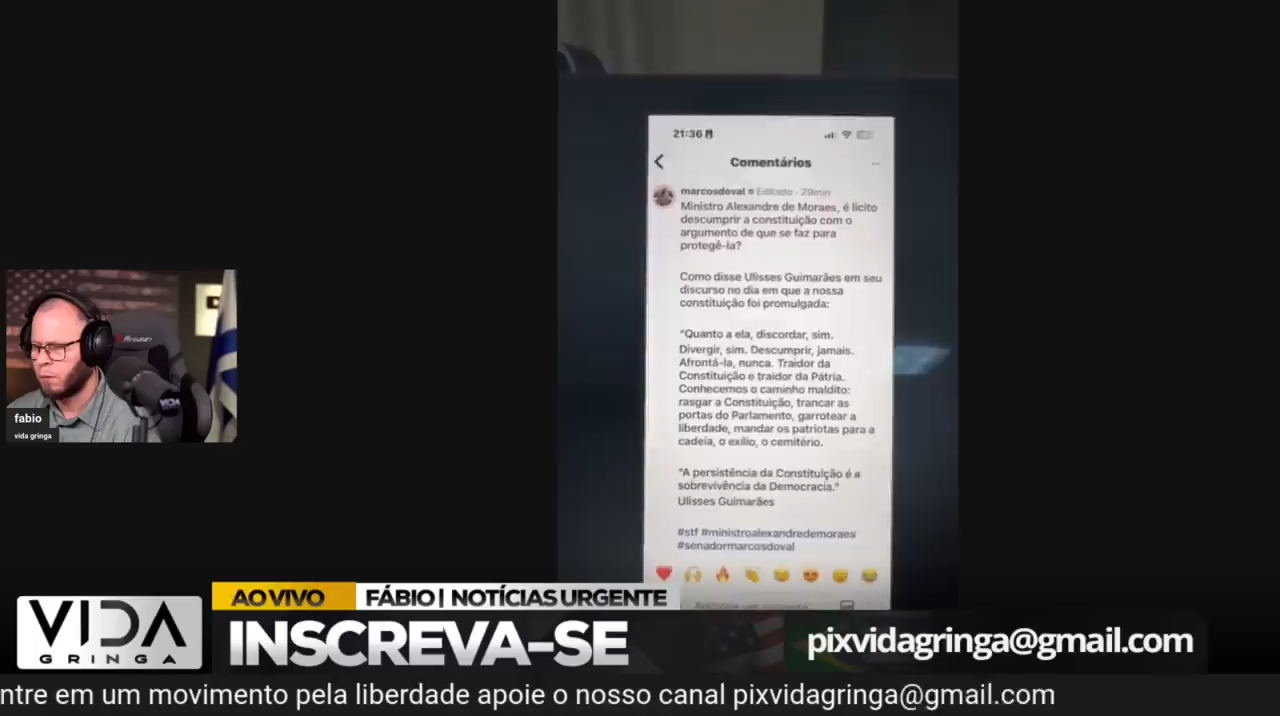 21:36
Comentários
marcosdoval Editado · 29min
Ministro Alexandre de Moraes, é lícito
descumprir a constituição com o
argumento de que se faz para
protegê-la?
Como disse Ulisses Guimarães em seu
discurso no dia em que a nossa
constituição foi promulgada:
"Quanto a ela, discordar, sim.
Divergir, sim. Descumprir, jamais.
Afrontá-la, nunca. Traidor da
Constituição e traidor da Pátria.
Conhecemos o caminho maldito:
rasgar a Constituição, trancar as
portas do Parlamento, garrotear a
liberdade, mandar os patriotas para a
cadeia, o exílio, o cemitério.
"A persistência da Constituição é a
sobrevivência da Democracia."
Ulisses Guimarães
#stf #ministroalexandredemoraes
#senadormarcosdoval
fabio
vida gringa
VIDA
GRINGA
AO VIVO
FÁBIO | NOTÍCIAS URGENTE
INSCREVA-SE
pixvidagringa@gmail.com
ntre em um movimento pela liberdade apoie o nosso canal pixvidagringa@gmail.com